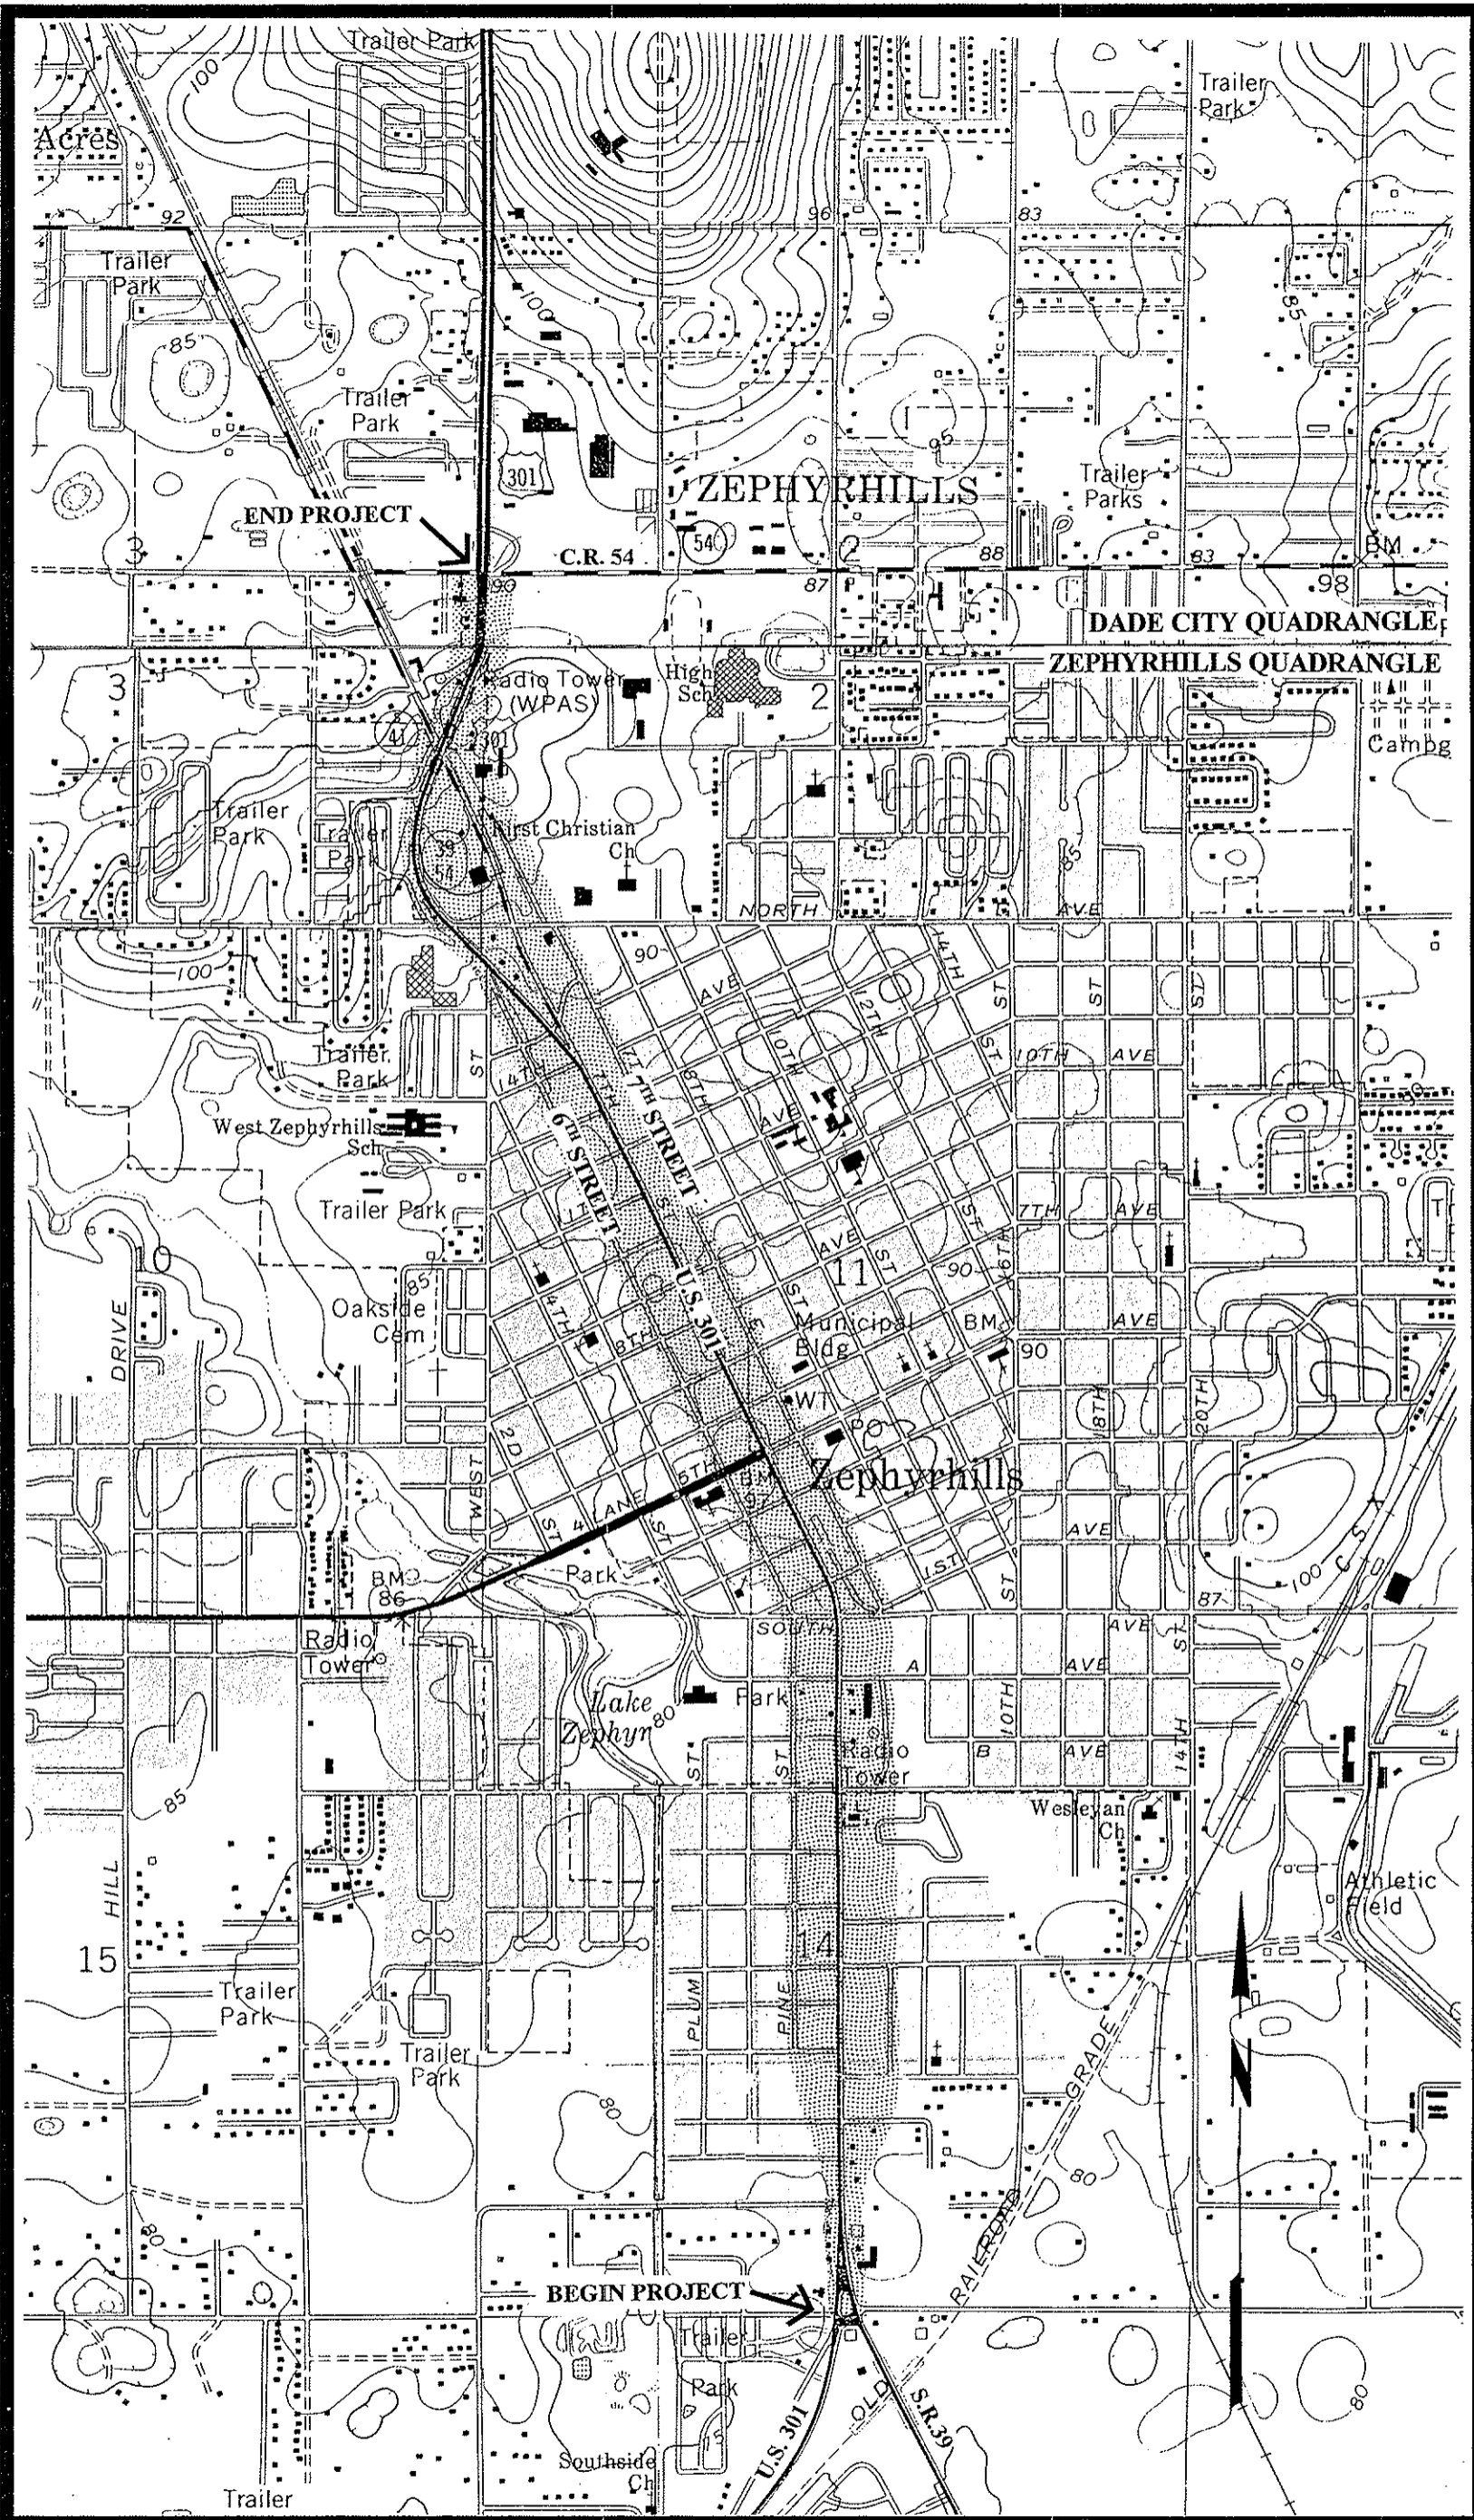 Trailer Park
100
Trailer
Park
Acres
92
96
83
Trailer
Park
100
85
85
Trailer
Park
95
301
ZEPHYRHILLS
Trailer
Parks
END PROJECT
3
C.R. 54
54
2
88
83
BM
90
87
98
DADE CITY QUADRANGLE
ZEPHYRHILLS QUADRANGLE
3
Radio Tower
(WPAS)
High
Sch
2
41
301
Campg
Trailer
Park
Trailer
Park
First Christian
Ch
39
54
85
NORTH
AVE
90
14TH
100
AVE
ST
ST
ST
12TH
10TH
ST
Trailer
Park
ST
14TH
7TH
8TH
10TH
AVE
7TH STREET
6TH STREET
AVE
West Zephyrhills
Sch
Trailer Park
11TH
ST
7TH
AVE
10
AVE
ST
ST
16TH
11
90
85
U.S. 301
Oakside
Cem
4TH
ST
Municipal
Bldg
BM
AVE
DRIVE
8TH
90
WT
18TH
20TH
2D
PO
WEST
5TH
BM
97
Zephyrhills
4 LANE
ST
ST
AVE
1ST
100
C S X
BM
86
Park
ST
87
SOUTH
AVE
ST
Radio
Tower
A
AVE
Lake
Zephyr
80
Park
10TH
ST
ST
Radio
Tower
B
AVE
14TH
85
Wesleyan
Ch
HILL
Athletic
Field
15
14
Trailer
Park
PLUM
PINE
Trailer
Park
GRADE
N
80
80
80
RAILROAD
BEGIN PROJECT
Trailer
Park
OLD
S.R.39
80
U.S. 301
15
Southside
Ch
Trailer